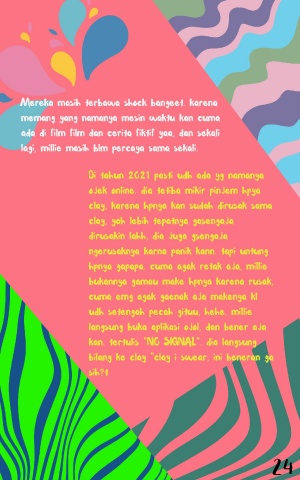 Mereka masih terbawa shock banget, karena
memang yang namanya mesin waktu kan cuma
ada di film film dan cerita fiktif yaa, dan sekali
lagi, millie masih blm percaya sama sekali.
Di tahun 2021 pasti udh ada yg namanya
ojek online, dia tetiba mikir pinjem hpnya
clay, karena hpnya kan sudah dirusak sama
clay, yah lebih tepatnya gasengaja
dirusakin lahh, dia juga gsengaja
ngerusaknya karna panik kann. tapi untung
hpnya gapapa, cuma agak retak aja, millie
bukannya gamau make hpnya karena rusak,
cuma emg agak gaenak aja makenya kl
udh setengah pecah gituu, hehe. millie
langsung buka aplikasi ojol, dan bener aja
kan, tertulis "NO SIGNAL". dia langsung
bilang ke clay "clay i swear, ini beneran ga
sih?!
24